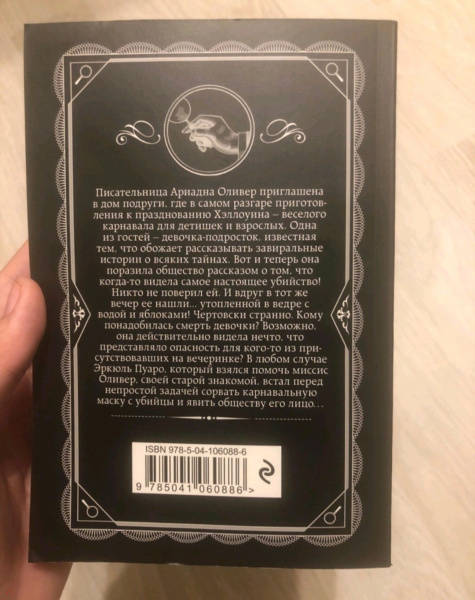 Писательница Ариадна Оливер приглашена
в дом подруги, где в самом разгаре приготов-
ления к празднованию Хэллоуина – веселого
карнавала для детишек и взрослых. Одна
из гостей – девочка-подросток, известная
тем, что обожает рассказывать завиральные
истории о всяких тайнах. Вот и теперь она
поразила общество рассказом о том, что
когда-то видела самое настоящее убийство!
Никто не поверил ей. И вдруг в тот же
вечер ее нашли... утопленной в ведре с
водой и яблоками! Чертовски странно. Кому
понадобилась смерть девочки? Возможно,
она действительно видела нечто, что
представляло опасность для кого-то из при-
сутствовавших на вечеринке? В любом случае
Эркюль Пуаро, который взялся помочь миссис
Оливер, своей старой знакомой, встал перед
непростой задачей сорвать карнавальную
маску с убийцы и явить обществу его лицо...
ISBN 978-5-04-106088-6
9 785041 060886 >